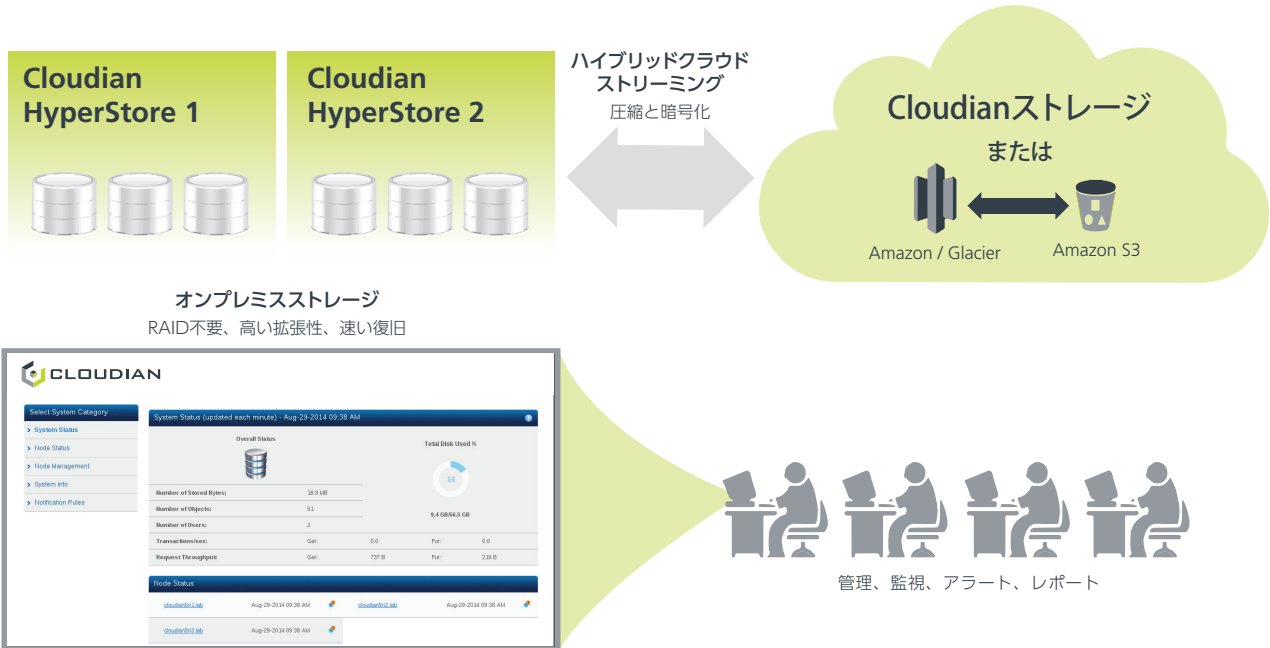 Cloudian
HyperStore 1
Cloudian
HyperStore 2
ハイブリッドクラウド
ストリーミング
圧縮と暗号化
Cloudianストレージ
または
Amazon / Glacier
Amazon S3
オンプレミスストレージ
RAID不要、高い拡張性、速い復旧
CLOUDIAN
Select System Category
System Status
Node Status
Node Management
System Info
Notification Rules
System Status (updated each minute) - Aug-29-2014 09:38 AM
?
Overall Status
Total Disk Used %
16
9.4 GB/56.5 GB
Number of Stored Bytes: 18.9 MB
Number of Objects: 51
Number of Users: 2
Transactions/sec: Get: 0.0 Put: 0.0
Request Throughput: Get: 737 B Put: 219 B
Node Status
cloudian5n1.lab Aug-29-2014 09:38 AM cloudian5n2.lab Aug-29-2014 09:38 AM
cloudian5n3.lab Aug-29-2014 09:38 AM
管理、監視、アラート、レポート